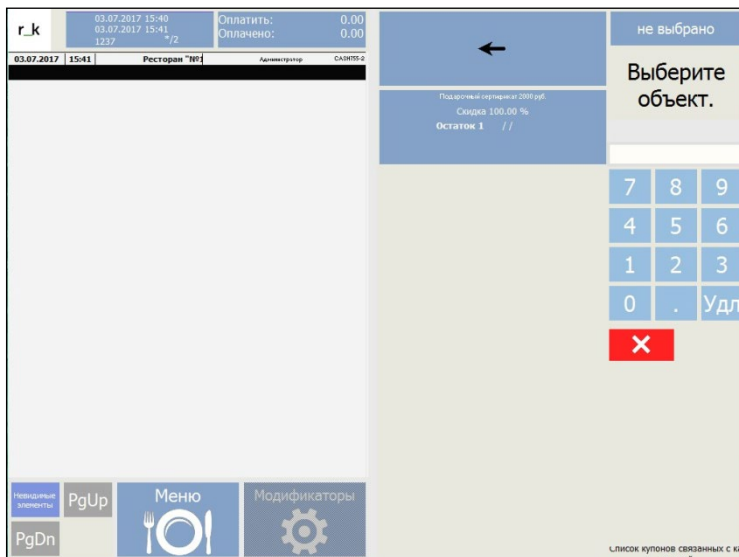 r_k
03.07.2017 15:40
03.07.2017 15:41
1237 */2
Оплатить: 0.00
Оплачено: 0.00
03.07.2017 15:41 Ресторан "№1 Администратор CASH155-2
Подарочный сертификат 2000 руб.
Скидка 100.00 %
Остаток 1 / /
не выбрано
Выберите
объект.
7 8 9
4 5 6
1 2 3
0 . Удл
Невидимые
элементы
PgUp
Меню
Модификаторы
PgDn
Список купонов связанных с ка